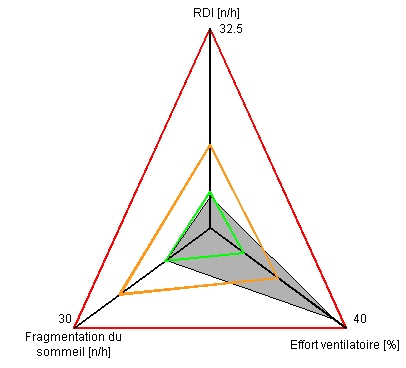 RDI [n/h]
32.5
30
40
Fragmentation du
sommeil [n/h]
Effort ventilatoire [%]